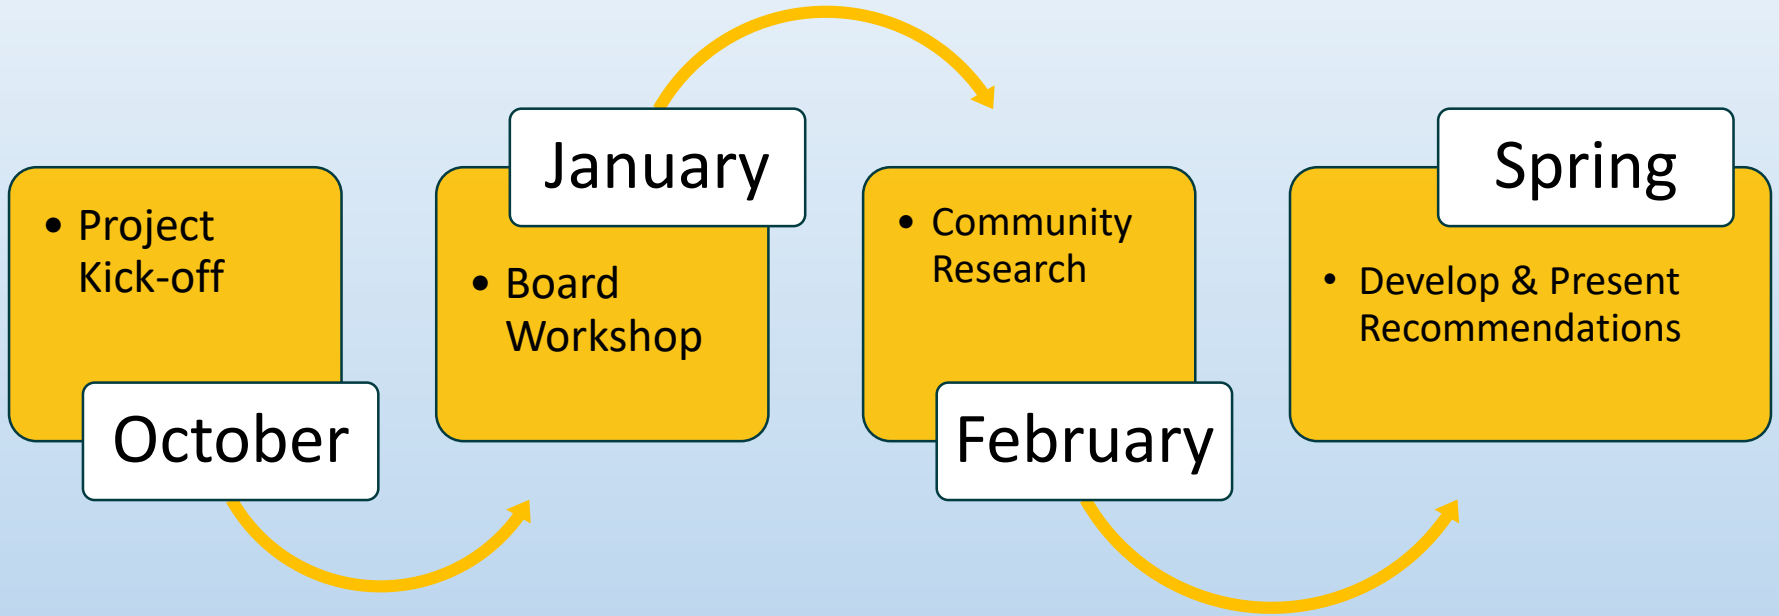 • Project
Kick-off
October
January
• Board
Workshop
• Community
Research
February
Spring
• Develop & Present
Recommendations